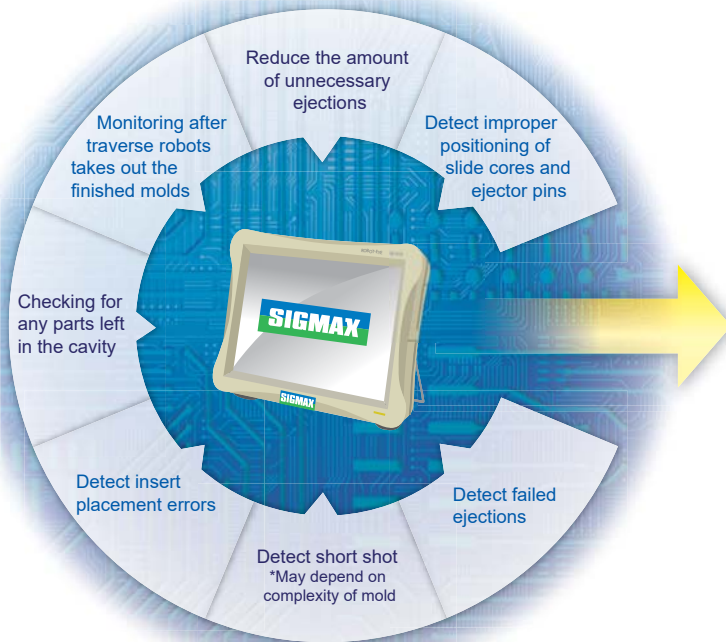 Reduce the amount
of unnecessary
ejections
Detect improper
positioning of
slide cores and
ejector pins
Detect failed
ejections
Detect short shot
*May depend on
complexity of mold
Detect insert
placement errors
Checking for
any parts left
in the cavity
Monitoring after
traverse robots
takes out the
finished molds
SIGMAX
SIGMAX